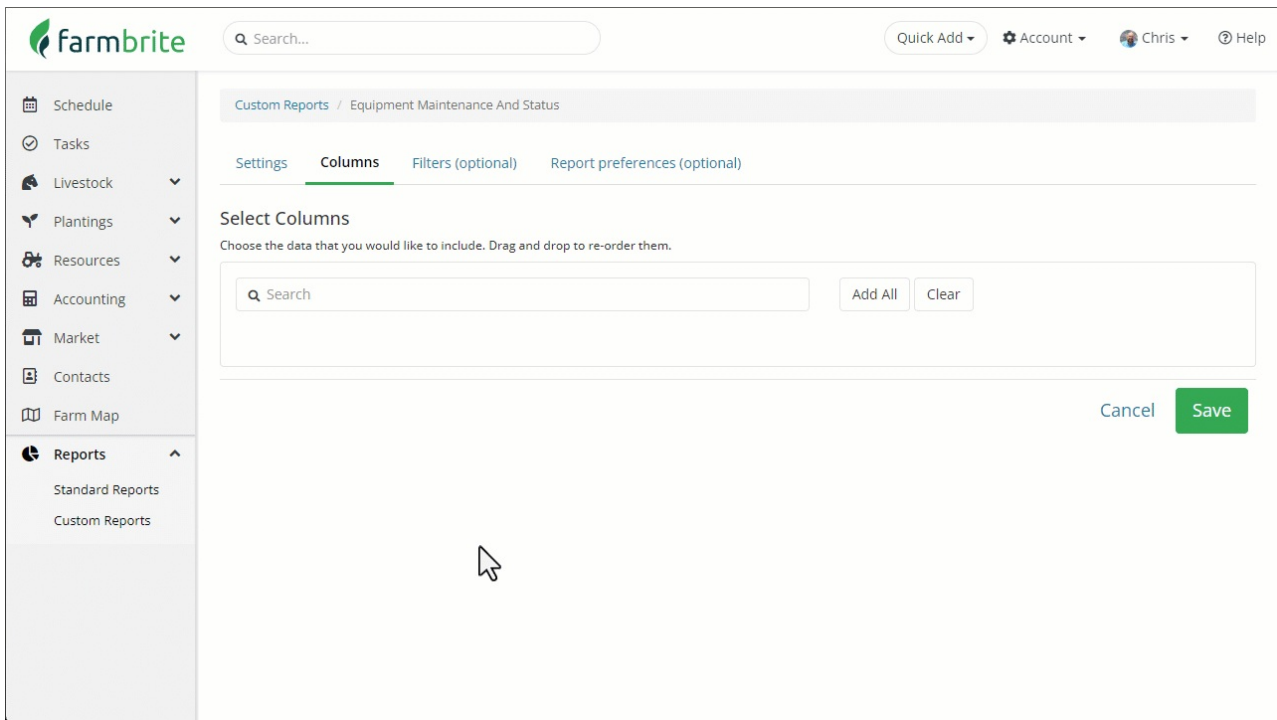 farmbrite
Search...
Quick Add
Account
Chris
Help
Schedule
Tasks
Livestock
Plantings
Resources
Accounting
Market
Contacts
Farm Map
Reports
Standard Reports
Custom Reports
Custom Reports / Equipment Maintenance And Status
Settings
Columns
Filters (optional)
Report preferences (optional)
Select Columns
Choose the data that you would like to include. Drag and drop to re-order them.
Search
Add All
Clear
Cancel
Save